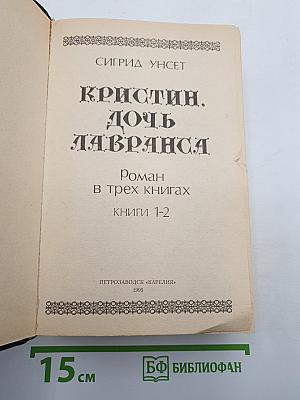 СИГРИД УНСЕТ
КРИСТИН,
ДОЧЬ
ЛАВРАНСА
Роман
в трех книгах
КНИГИ 1-2
ПЕТРОЗАВОДСК «КАРЕЛИЯ»
15 см
БФ БИБЛИОФАН